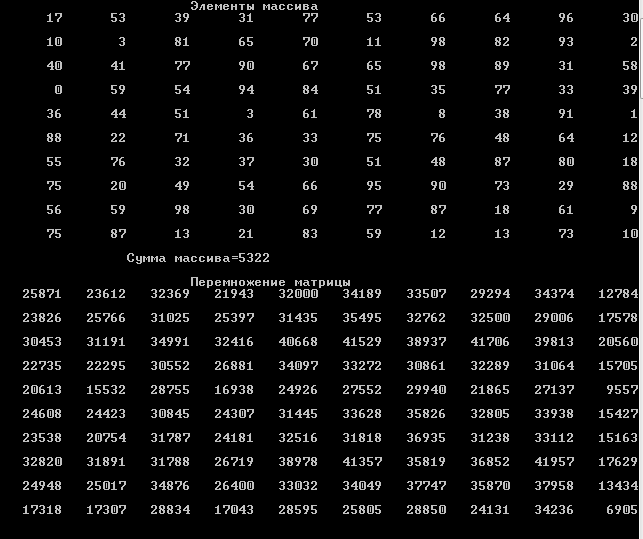 Элементы массива
17 53 39 31 77 53 66 64 96 30
10 3 81 65 70 11 98 82 93 2
40 41 77 90 67 65 98 89 31 58
0 59 54 94 84 51 35 77 33 39
36 44 51 3 61 78 8 38 91 1
88 22 71 36 33 75 76 48 64 12
55 76 32 37 30 51 48 87 80 18
75 20 49 54 66 95 90 73 29 88
56 59 98 30 69 77 87 18 61 9
75 87 13 21 83 59 12 13 73 10
Сумма массива=5322
Перемножение матрицы
25871 23612 32369 21943 32000 34189 33507 29294 34374 12784
23826 25766 31025 25397 31435 35495 32762 32500 29006 17578
30453 31191 34991 32416 40668 41529 38937 41706 39813 20560
22735 22295 30552 26881 34097 33272 30861 32289 31064 15705
20613 15532 28755 16938 24926 27552 29940 21865 27137 9557
24608 24423 30845 24307 31445 33628 35826 32805 33938 15427
23538 20754 31787 24181 32516 31818 36935 31238 33112 15163
32820 31891 31788 26719 38978 41357 35819 36852 41957 17629
24948 25017 34876 26400 33032 34049 37747 35870 37958 13434
17318 17307 28834 17043 28595 25805 28850 24131 34236 6905